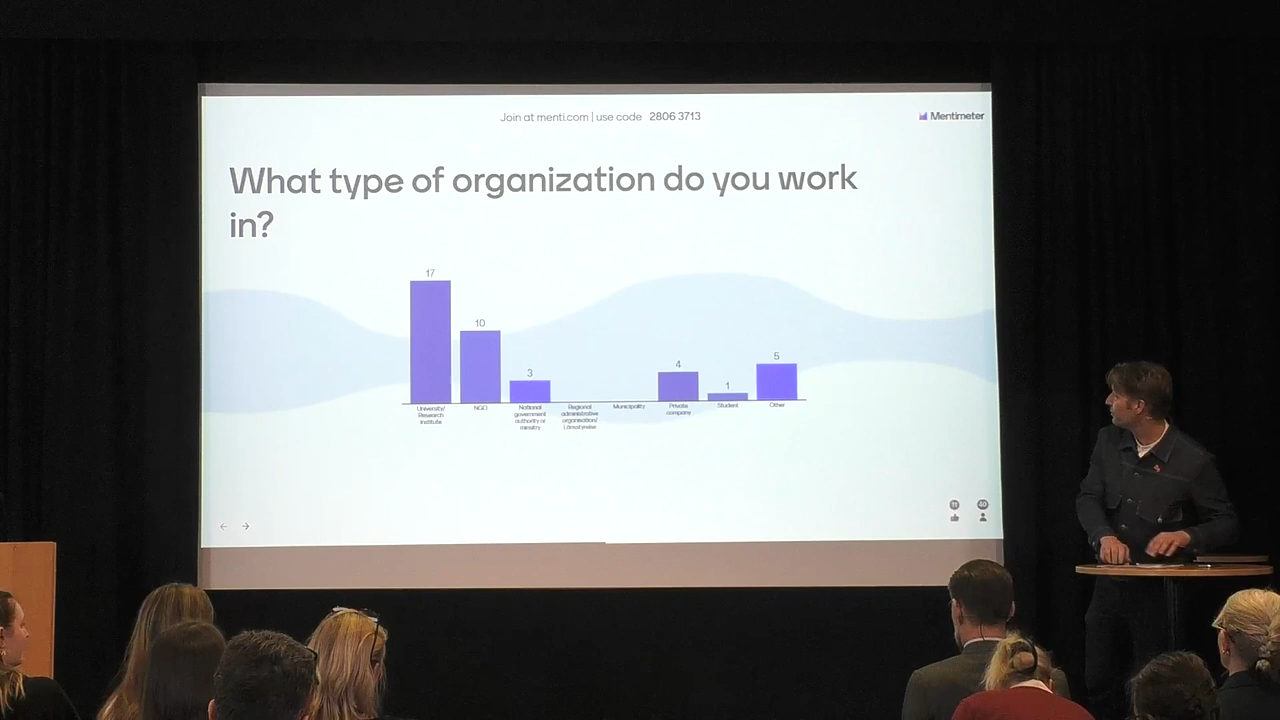 Join at menti.com | use code 2806 3713
Mentimeter
What type of organization do you work
in?
17
10
3
4
1
5
University/
Research
institute
NGO
National
government
authority or
ministry
Regional
administrative
organisation/
Länsstyrelse
Municipality
Private
company
Student
Other